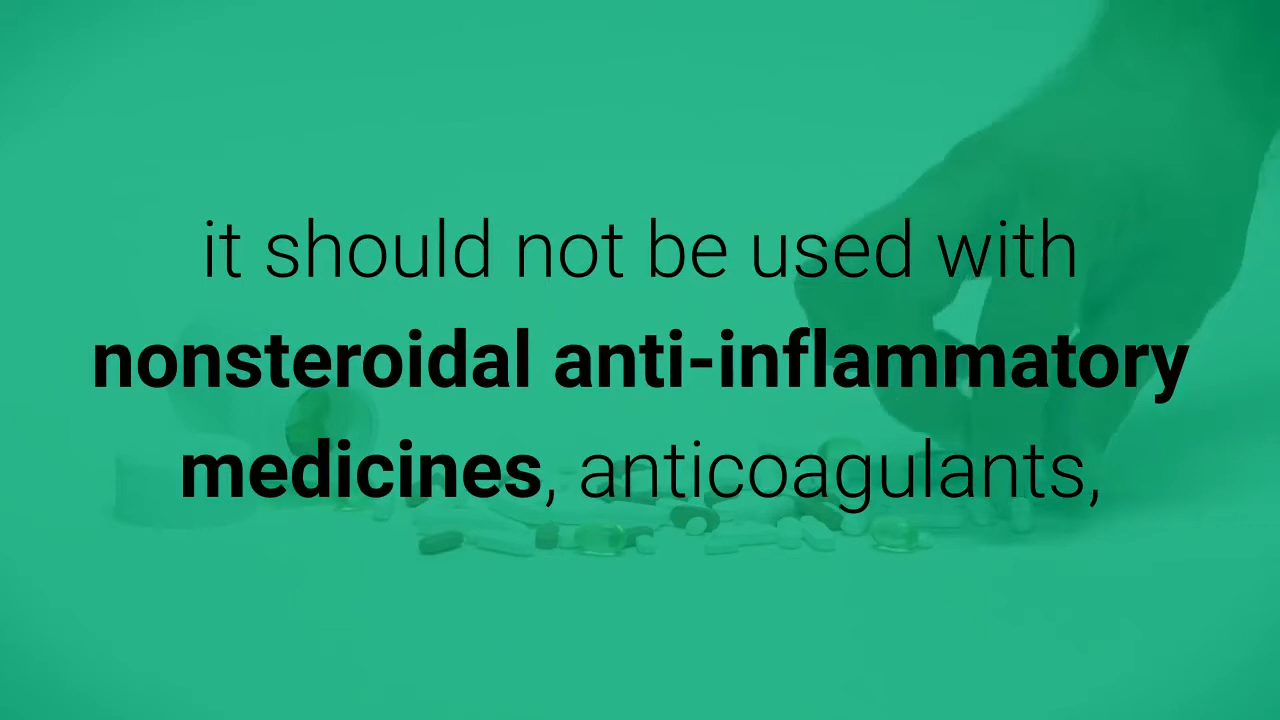 it should not be used with
nonsteroidal anti-inflammatory
medicines, anticoagulants,